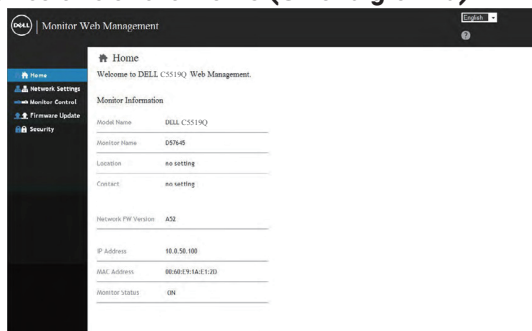 English
DELL | Monitor Web Management
?
Home
Network Settings
Monitor Control
Firmware Update
Security
Home
Welcome to DELL C5519Q Web Management.
Monitor Information
Model Name DELL C5519Q
Monitor Name D57645
Location no setting
Contact no setting
Network FW Version A52
IP Address 10.0.50.100
MAC Address 00:60:E9:1A:E1:2D
Monitor Status ON